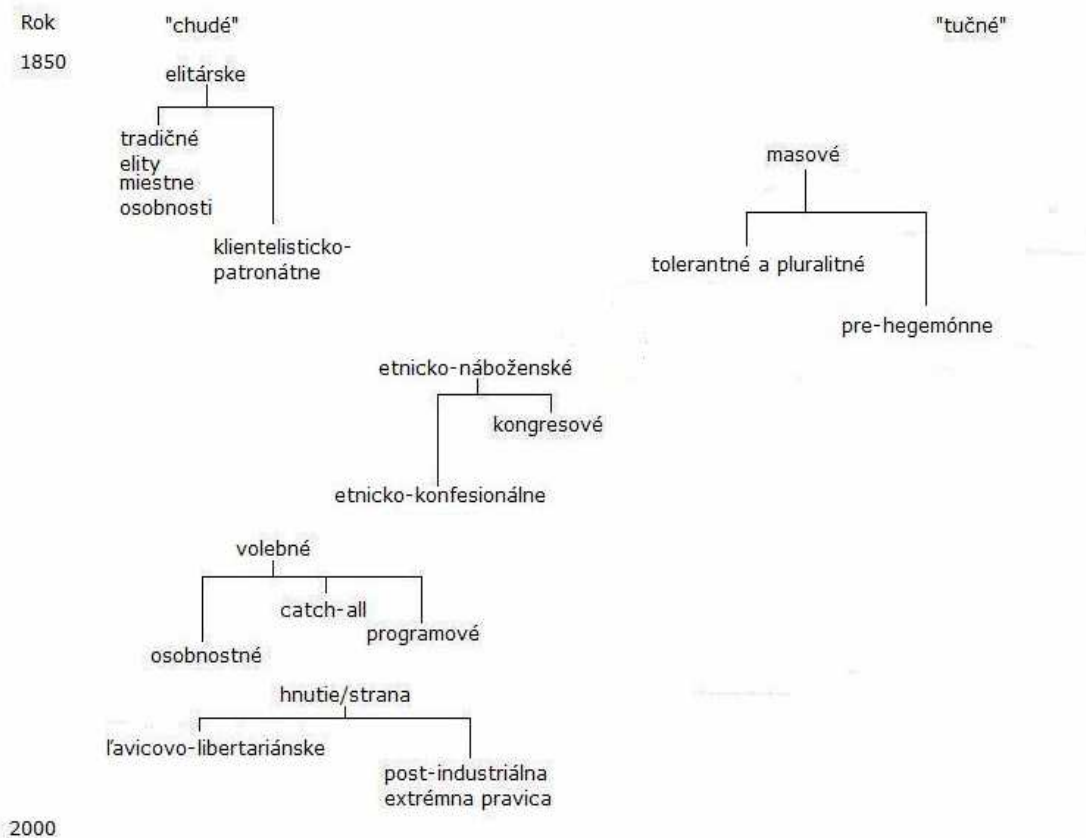 Rok
"chudé"
"tučné"
1850
elitárske
tradičné
elity
miestne
osobnosti
masové
klientelisticko-
patronátne
tolerantné a pluralitné
pre-hegemónne
etnicko-náboženské
kongresové
etnicko-konfesionálne
volebné
catch-all
programové
osobnostné
hnutie/strana
ľavicovo-libertariánske
post-industriálna
extrémna pravica
2000